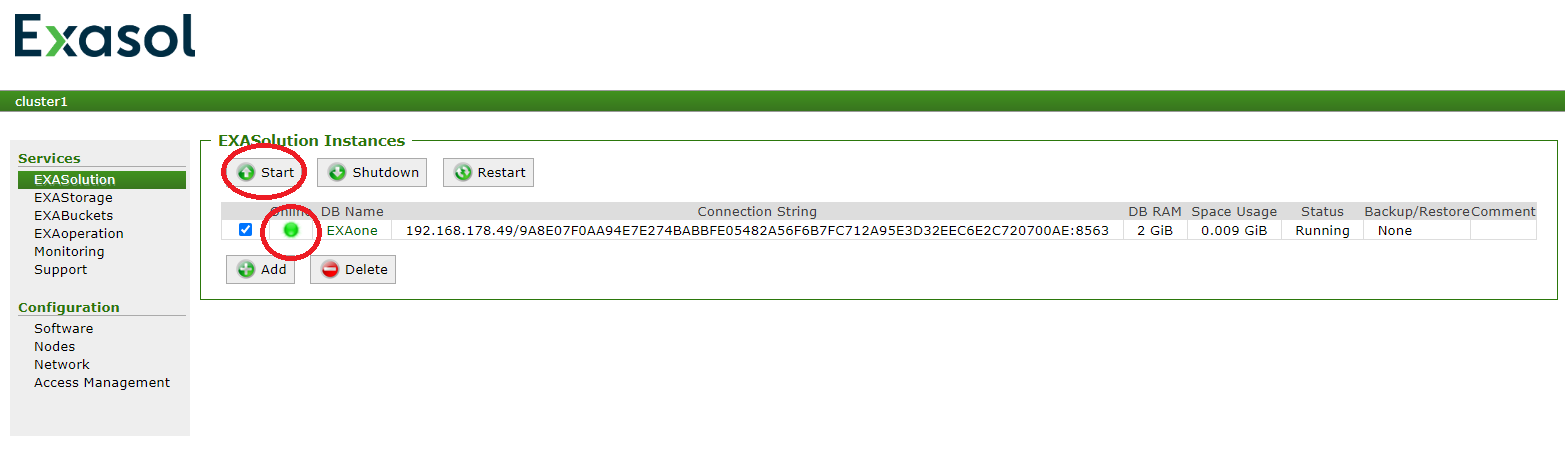 Exasol
cluster1
Services
EXASolution
EXAStorage
EXABuckets
EXAoperation
Monitoring
Support
Configuration
Software
Nodes
Network
Access Management
EXASolution Instances
Start Shutdown Restart
Online DB Name Connection String DB RAM Space Usage Status Backup/Restore Comment
EXAone 192.168.178.49/9A8E07F0AA94E7E274BABBFE05482A56F6B7FC712A95E3D32EEC6E2C720700AE:8563 2 GiB 0.009 GiB Running None
Add Delete